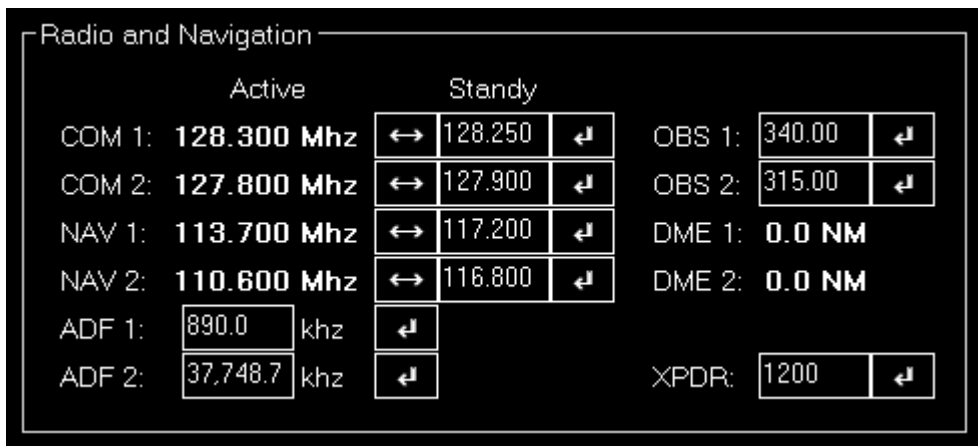 Radio and Navigation
Active Standy
COM 1: 128.300 Mhz 128.250 OBS 1: 340.00
COM 2: 127.800 Mhz 127.900 OBS 2: 315.00
NAV 1: 113.700 Mhz 117.200 DME 1: 0.0 NM
NAV 2: 110.600 Mhz 116.800 DME 2: 0.0 NM
ADF 1: 890.0 khz
ADF 2: 37,748.7 khz XPDR: 1200